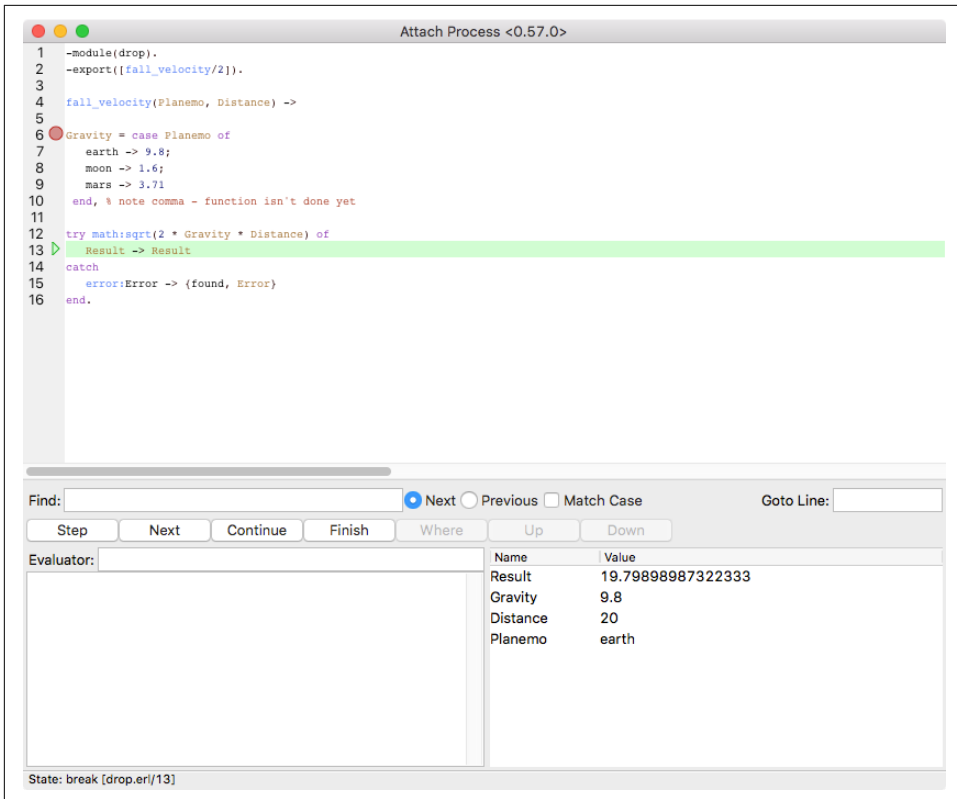 Attach Process <0.57.0>
1 -module(drop).
2 -export([fall_velocity/2]).
3
4 fall_velocity(Planemo, Distance) ->
5
6 Gravity = case Planemo of
7 earth -> 9.8;
8 moon -> 1.6;
9 mars -> 3.71
10 end, % note comma - function isn't done yet
11
12 try math:sqrt(2 * Gravity * Distance) of
13 Result -> Result
14 catch
15 error:Error -> {found, Error}
16 end.
Find: Next Previous Match Case Goto Line:
Step Next Continue Finish Where Up Down
Evaluator:
Name Value
Result 19.79898987322333
Gravity 9.8
Distance 20
Planemo earth
State: break [drop.erl/13]